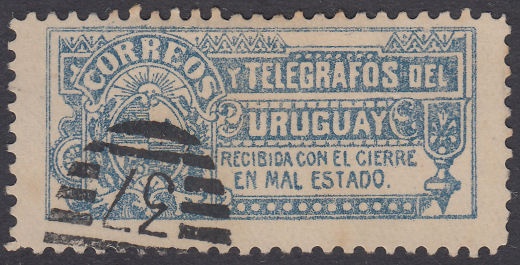 CORREOS
Y TELEGRAFOS DEL
URUGUAY
RECIBIDA CON EL CIERRE
EN MAL ESTADO.